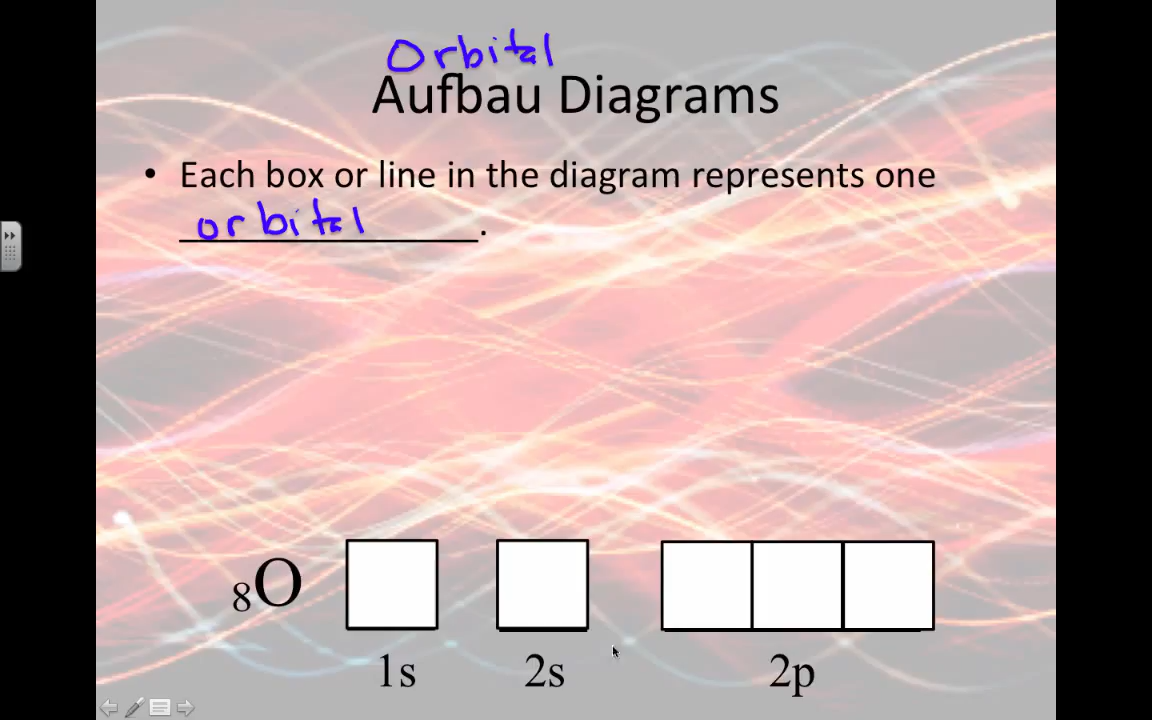 Orbital
Aufbau Diagrams
• Each box or line in the diagram represents one
orbital.
8O
1s 2s 2p